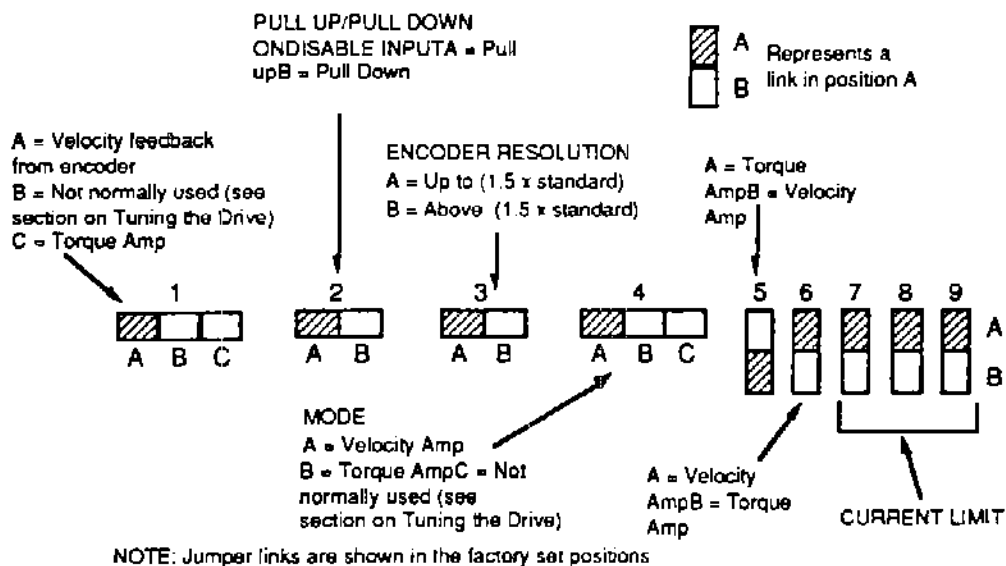 PULL UP/PULL DOWN
ONDISABLE INPUTA = Pull
upB = Pull Down
A
B
Represents a
link in position A
A = Velocity feedback
from encoder
B = Not normally used (see
section on Tuning the Drive)
C = Torque Amp
ENCODER RESOLUTION
A = Up to (1.5 x standard)
B = Above (1.5 x standard)
A = Torque
AmpB = Velocity
Amp
1 2 3 4 5 6 7 8 9
A B C A B A B A B C
A
B
MODE
A = Velocity Amp
B = Torque AmpC = Not
normally used (see
section on Tuning the Drive)
A = Velocity
AmpB = Torque
Amp
CURRENT LIMIT
NOTE: Jumper links are shown in the factory set positions